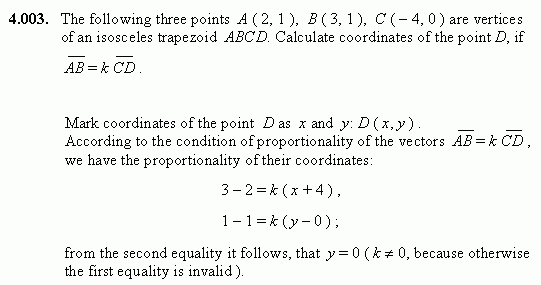 4.003. The following three points A ( 2, 1 ), B ( 3, 1 ), C ( – 4, 0 ) are vertices
of an isosceles trapezoid ABCD. Calculate coordinates of the point D, if
AB = k CD .
Mark coordinates of the point D as x and y: D ( x, y ) .
According to the condition of proportionality of the vectors AB = k CD ,
we have the proportionality of their coordinates:
3 – 2 = k ( x + 4 ) ,
1 – 1 = k ( y – 0 ) ;
from the second equality it follows, that y = 0 ( k ≠ 0, because otherwise
the first equality is invalid ).